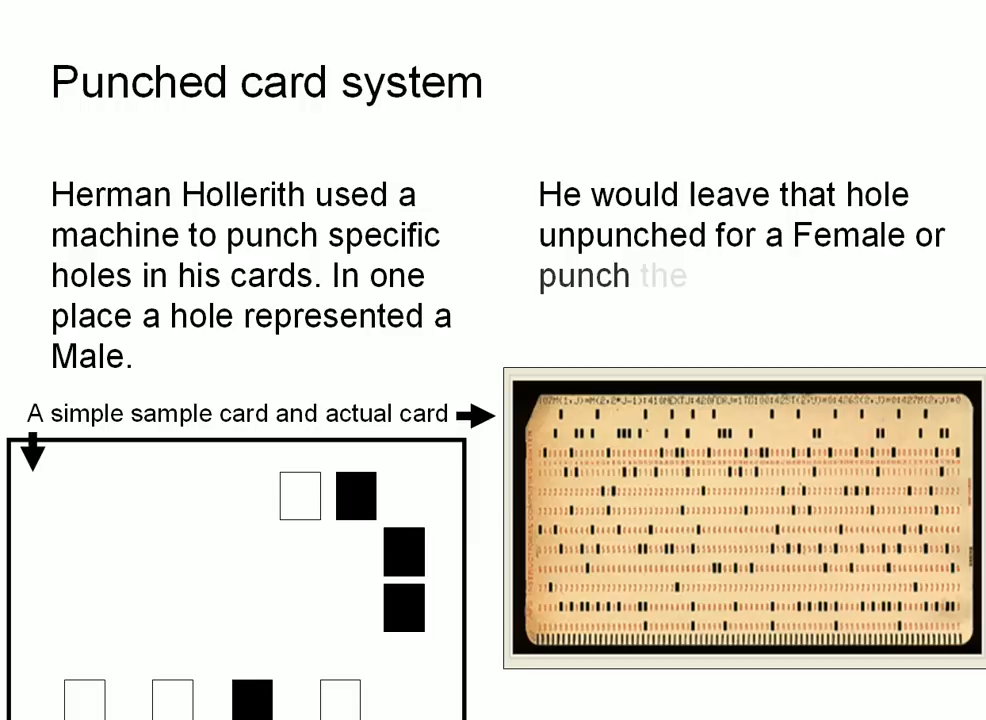 Punched card system
Herman Hollerith used a
machine to punch specific
holes in his cards. In one
place a hole represented a
Male.
He would leave that hole
unpunched for a Female or
punch the
A simple sample card and actual card